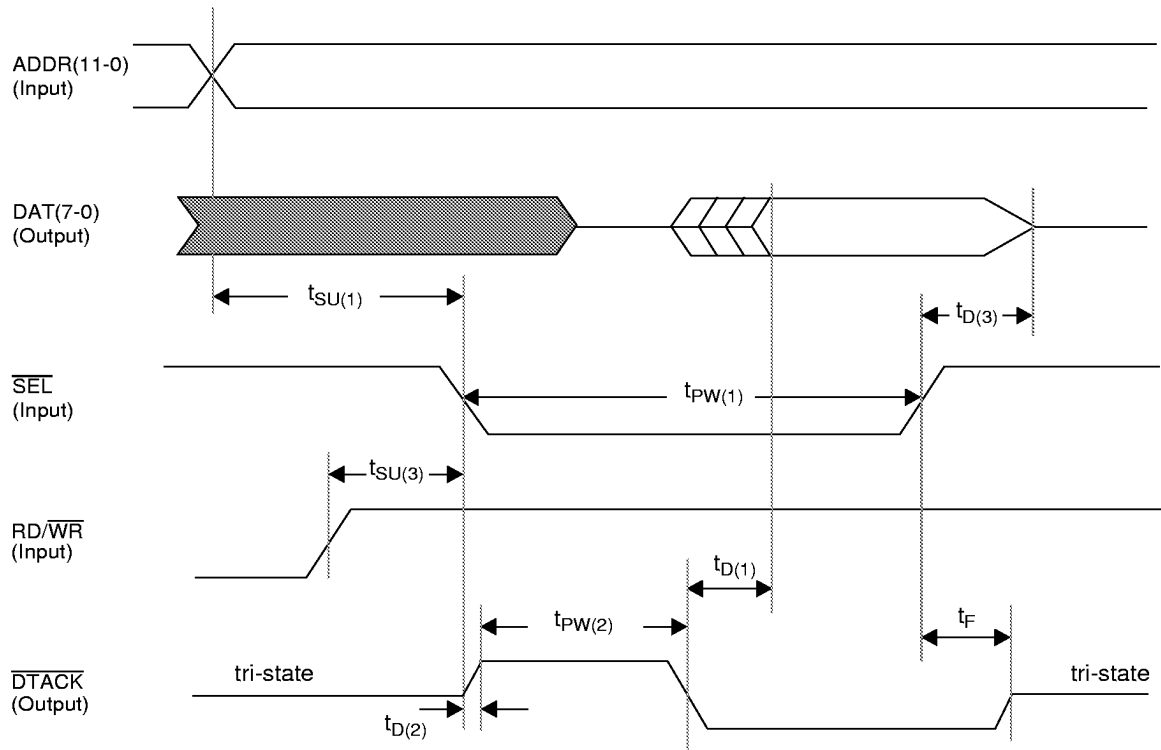 ADDR(11-0)
(Input)
DAT(7-0)
(Output)
tSU(1)
tD(3)
SEL
(Input)
tPW(1)
tSU(3)
RD/WR
(Input)
tD(1)
tPW(2)
tF
DTACK
(Output)
tri-state
tri-state
tD(2)